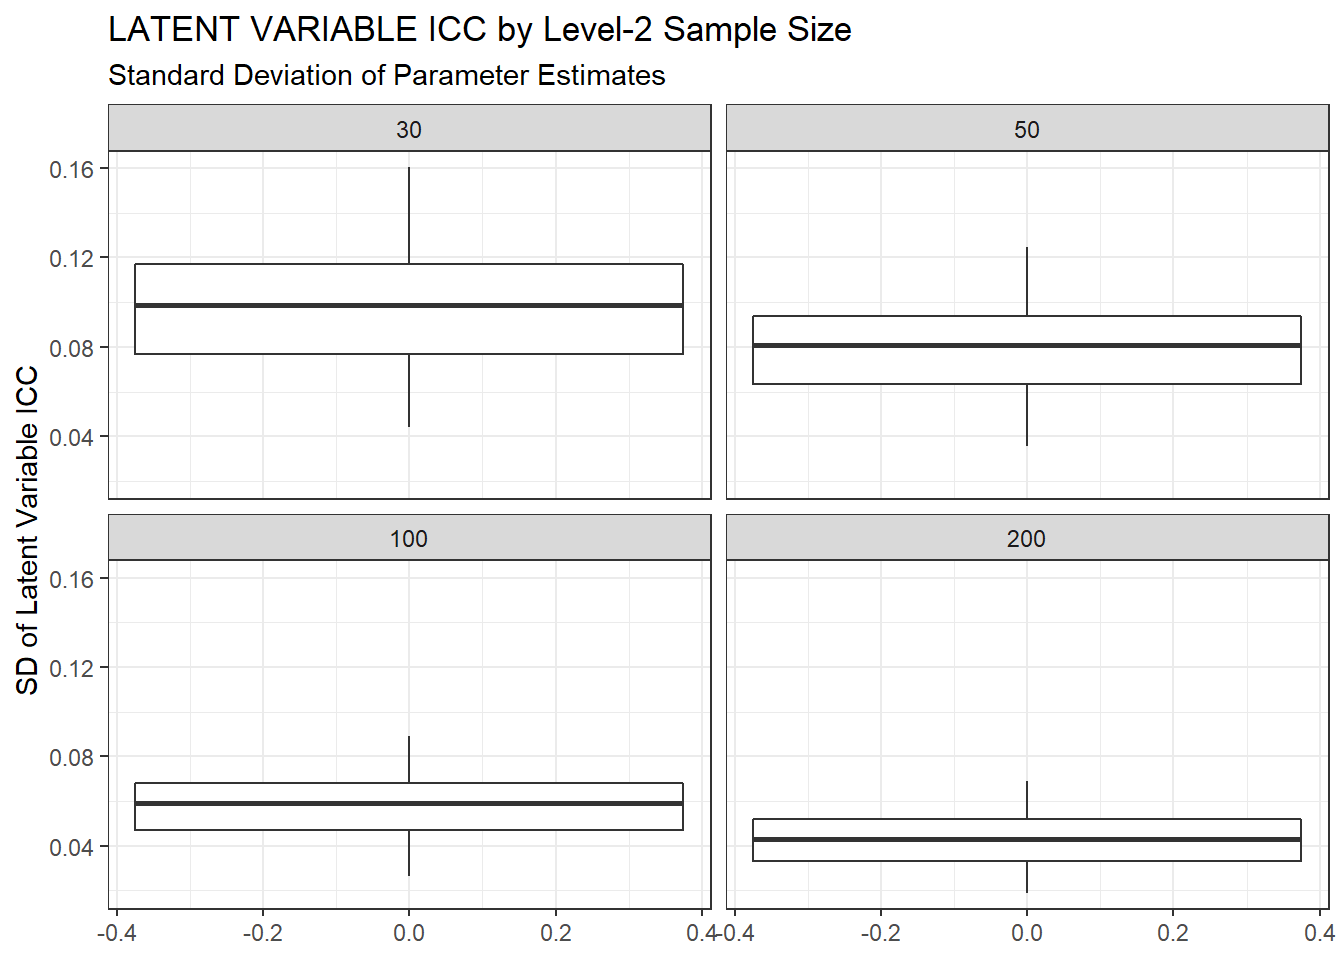 LATENT VARIABLE ICC by Level-2 Sample Size
Standard Deviation of Parameter Estimates
SD of Latent Variable ICC
30
50
0.16
0.12
0.08
0.04
100
200
0.16
0.12
0.08
0.04
-0.4 -0.2 0.0 0.2 0.4
-0.4 -0.2 0.0 0.2 0.4